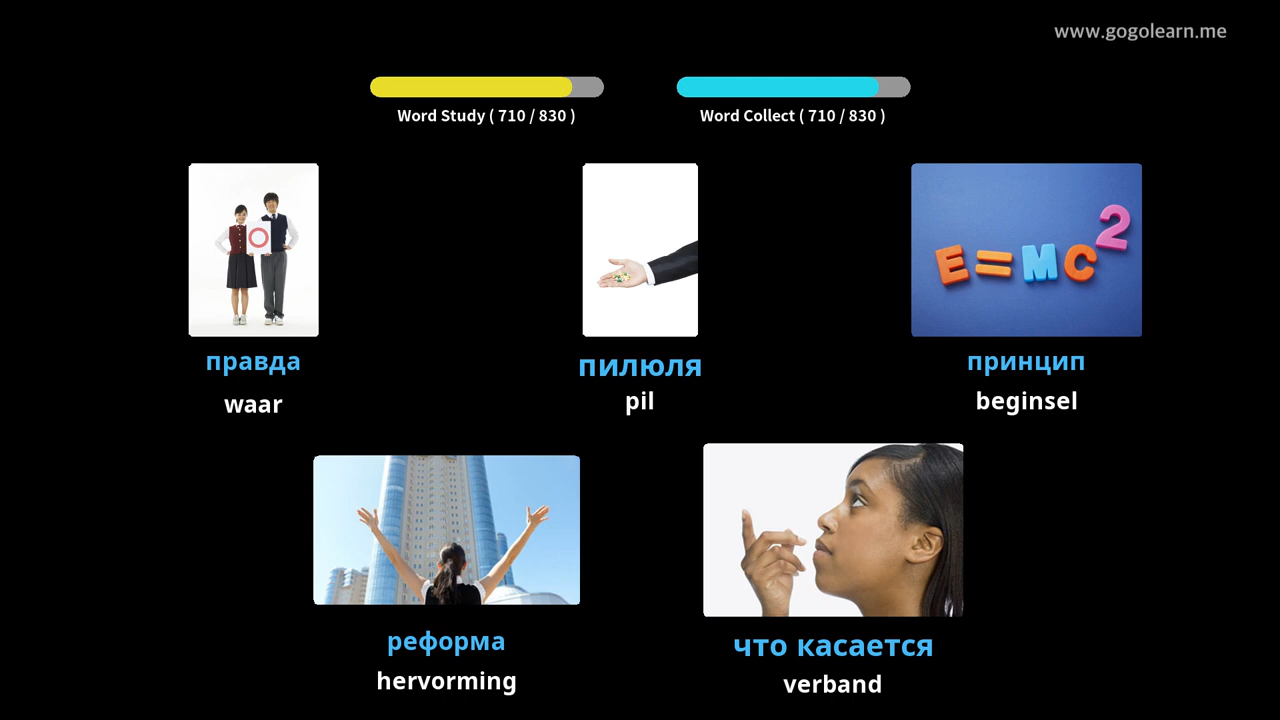 www.gogolearn.me
Word Study ( 710 / 830 )
Word Collect ( 710 / 830 )
E=MC2
правда
waar
пилюля
pil
принцип
beginsel
реформа
hervorming
что касается
verband